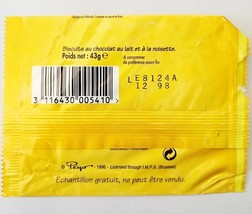 Biscuits au chocolat au lait et à la noisette.
Poids net : 43g e
A consommer
de préférence avant fin
LE8124A
12 98
3 116430 005410 >
© Peyo - 1996 - Licensed through I.M.P.S. (Brussels)
Echantillon gratuit, ne peut être vendu.